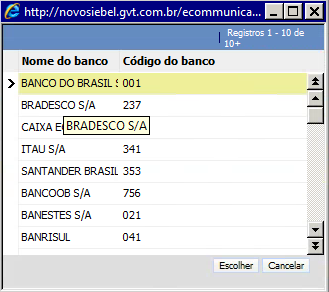 http://novosiebel.gvt.com.br/ecommunica...
Registros 1 - 10 de
10+
Nome do banco Código do banco
BANCO DO BRASIL S 001
BRADESCO S/A 237
CAIXA E
BRADESCO S/A
ITAU S/A 341
SANTANDER BRASIL 353
BANCOOB S/A 756
BANESTES S/A 021
BANRISUL 041
Escolher Cancelar